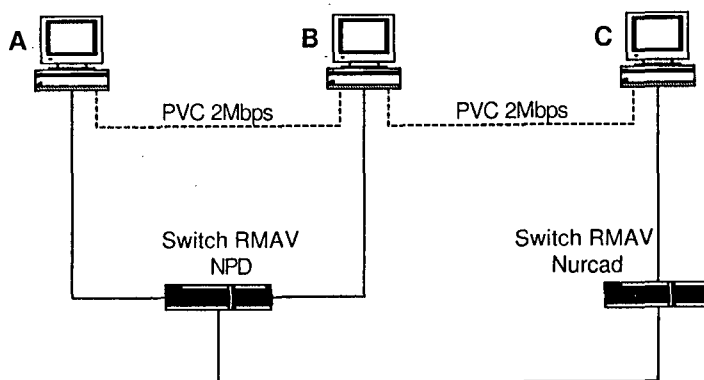 A
B
C
PVC 2Mbps
PVC 2Mbps
Switch RMAV
NPD
Switch RMAV
Nurcad